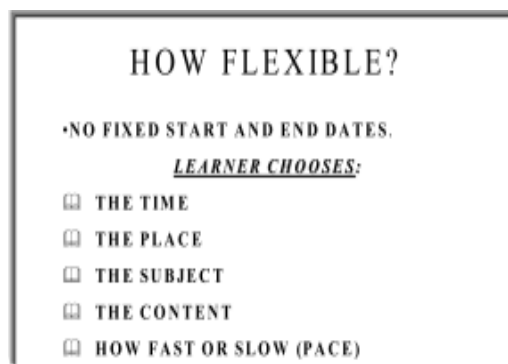 HOW FLEXIBLE?
•NO FIXED START AND END DATES.
LEARNER CHOOSES:
THE TIME
THE PLACE
THE SUBJECT
THE CONTENT
HOW FAST OR SLOW (PACE)